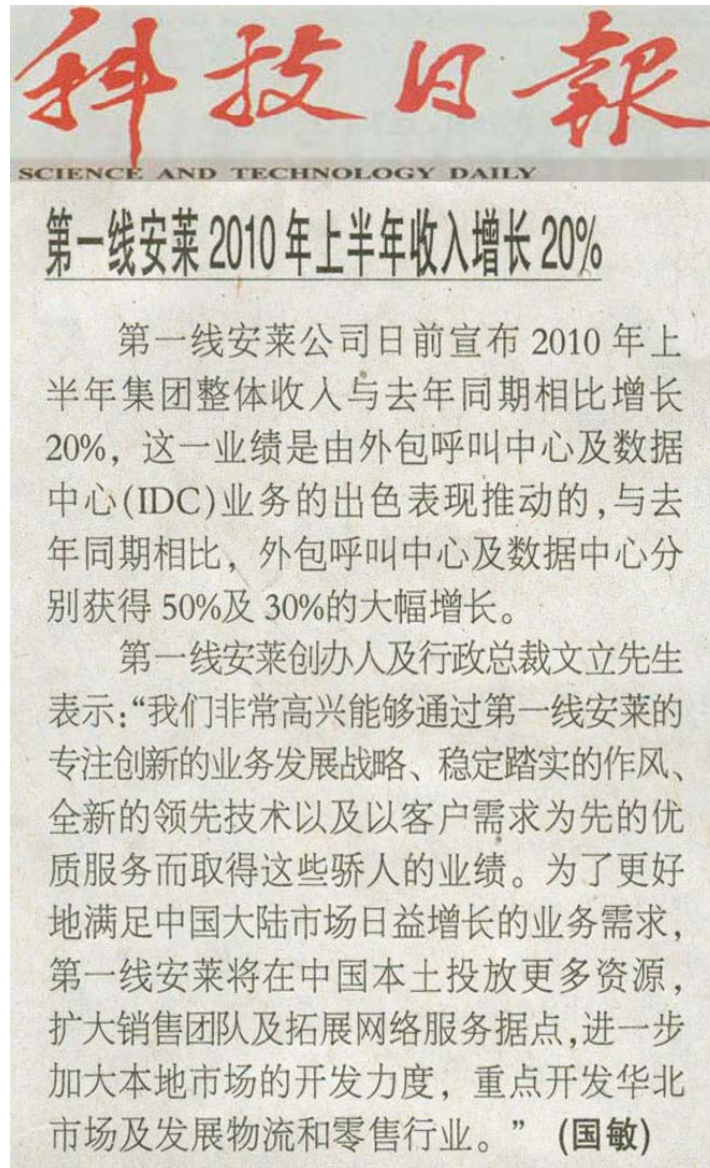 科技日報
SCIENCE AND TECHNOLOGY DAILY
第一线安莱2010年上半年收入增长20%
第一线安莱公司日前宣布2010年上
半年集团整体收入与去年同期相比增长
20%，这一业绩是由外包呼叫中心及数据
中心(IDC)业务的出色表现推动的,与去
年同期相比，外包呼叫中心及数据中心分
别获得50%及30%的大幅增长。
第一线安莱创办人及行政总裁文立先生
表示:“我们非常高兴能够通过第一线安莱的
专注创新的业务发展战略、稳定踏实的作风、
全新的领先技术以及以客户需求为先的优
质服务而取得这些骄人的业绩。为了更好
地满足中国大陆市场日益增长的业务需求，
第一线安莱将在中国本土投放更多资源，
扩大销售团队及拓展网络服务据点,进一步
加大本地市场的开发力度，重点开发华北
市场及发展物流和零售行业。” (国敏)